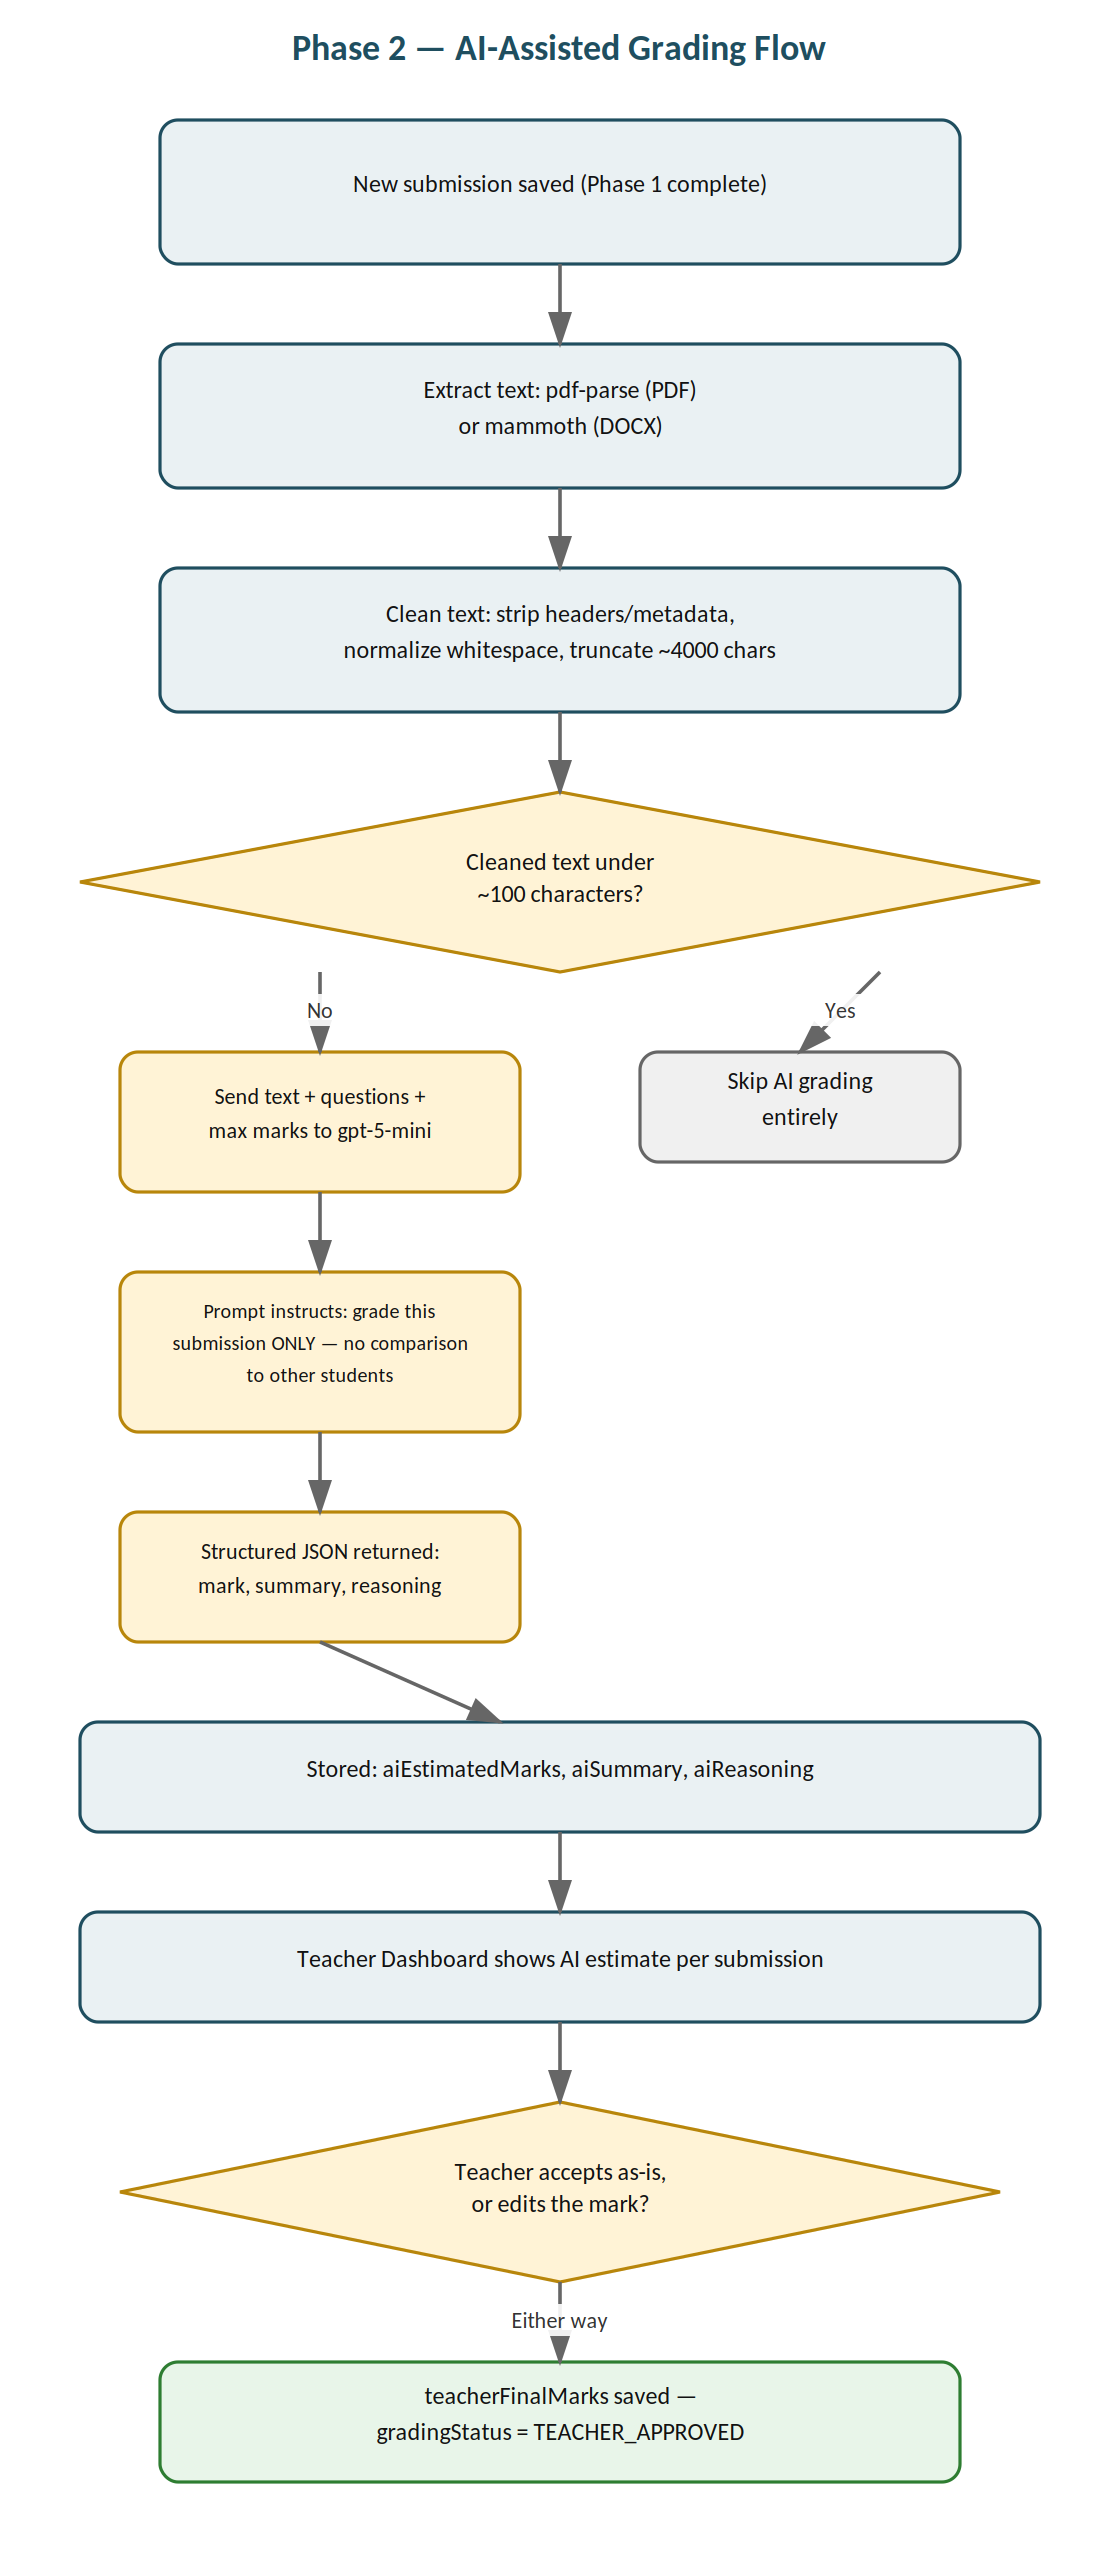 Phase 2 — AI-Assisted Grading Flow
New submission saved (Phase 1 complete)
Extract text: pdf-parse (PDF)
or mammoth (DOCX)
Clean text: strip headers/metadata,
normalize whitespace, truncate ~4000 chars
Cleaned text under
~100 characters?
No
Yes
Send text + questions +
max marks to gpt-5-mini
Skip AI grading
entirely
Prompt instructs: grade this
submission ONLY — no comparison
to other students
Structured JSON returned:
mark, summary, reasoning
Stored: aiEstimatedMarks, aiSummary, aiReasoning
Teacher Dashboard shows AI estimate per submission
Teacher accepts as-is,
or edits the mark?
Either way
teacherFinalMarks saved —
gradingStatus = TEACHER_APPROVED